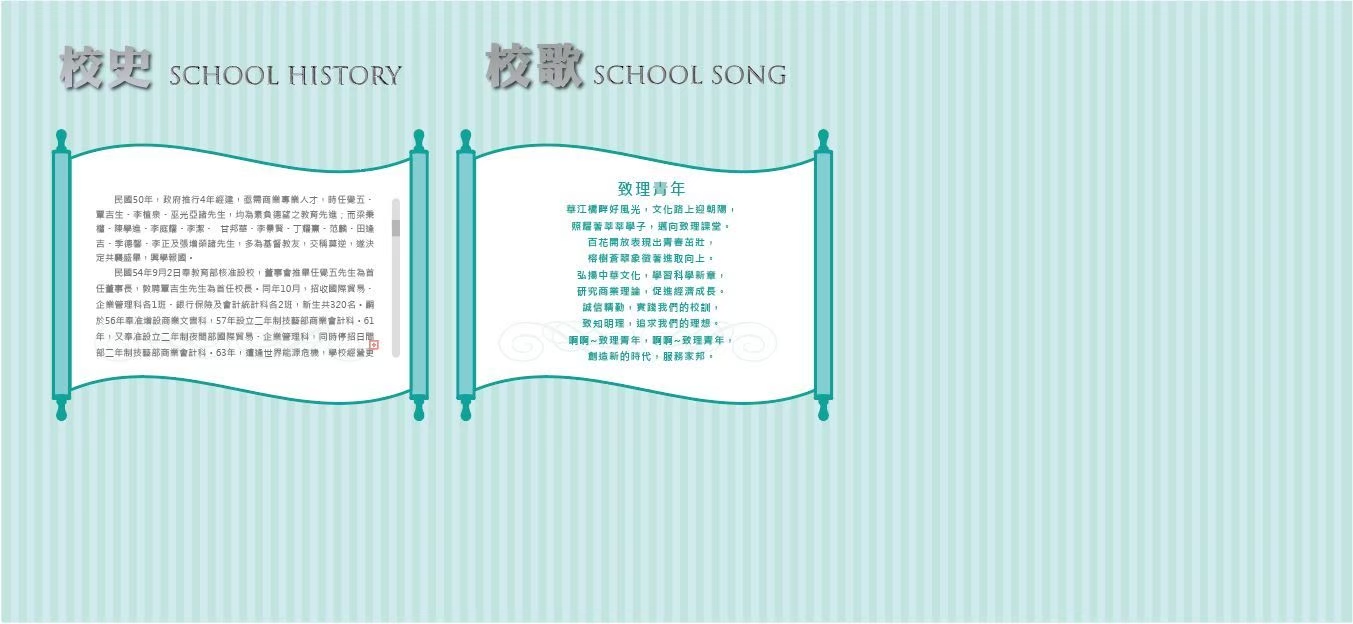 校史 SCHOOL HISTORY
民國50年，政府推行4年經建，亟需商業專業人才，時任覺五、
單吉生、李植泉、巫光亞諸先生，均為素負德望之教育先進；而梁秉
樞、陳學進、李庭耀、李潔、 甘邦華、李景賢、丁耀薰、范麟、田逢
吉、季德馨、李正及張增榮諸先生，多為基督教友，交稱莫逆，遂決
定共襄盛舉，興學報國。
民國54年9月2日奉教育部核准設校，董事會推舉任覺五先生為首
任董事長，敦聘單吉生先生為首任校長。同年10月，招收國際貿易、
企業管理科各1班、銀行保險及會計統計科各2班，新生共320名。嗣
於56年奉准增設商業文書科，57年設立二年制技藝部商業會計科。61
年，又奉准設立二年制夜間部國際貿易、企業管理科，同時停招日間
部二年制技藝部商業會計科。63年，遭逢世界能源危機，學校經營更
校歌 SCHOOL SONG
致理青年
華江橋畔好風光，文化路上迎朝陽，
照耀著莘莘學子，邁向致理課堂。
百花開放表現出青春茁壯，
榕樹蒼翠象徵著進取向上。
弘揚中華文化，學習科學新章，
研究商業理論，促進經濟成長。
誠信精勤，實踐我們的校訓，
致知明理，追求我們的理想。
啊啊~致理青年，啊啊~致理青年，
創造新的時代，服務家邦。